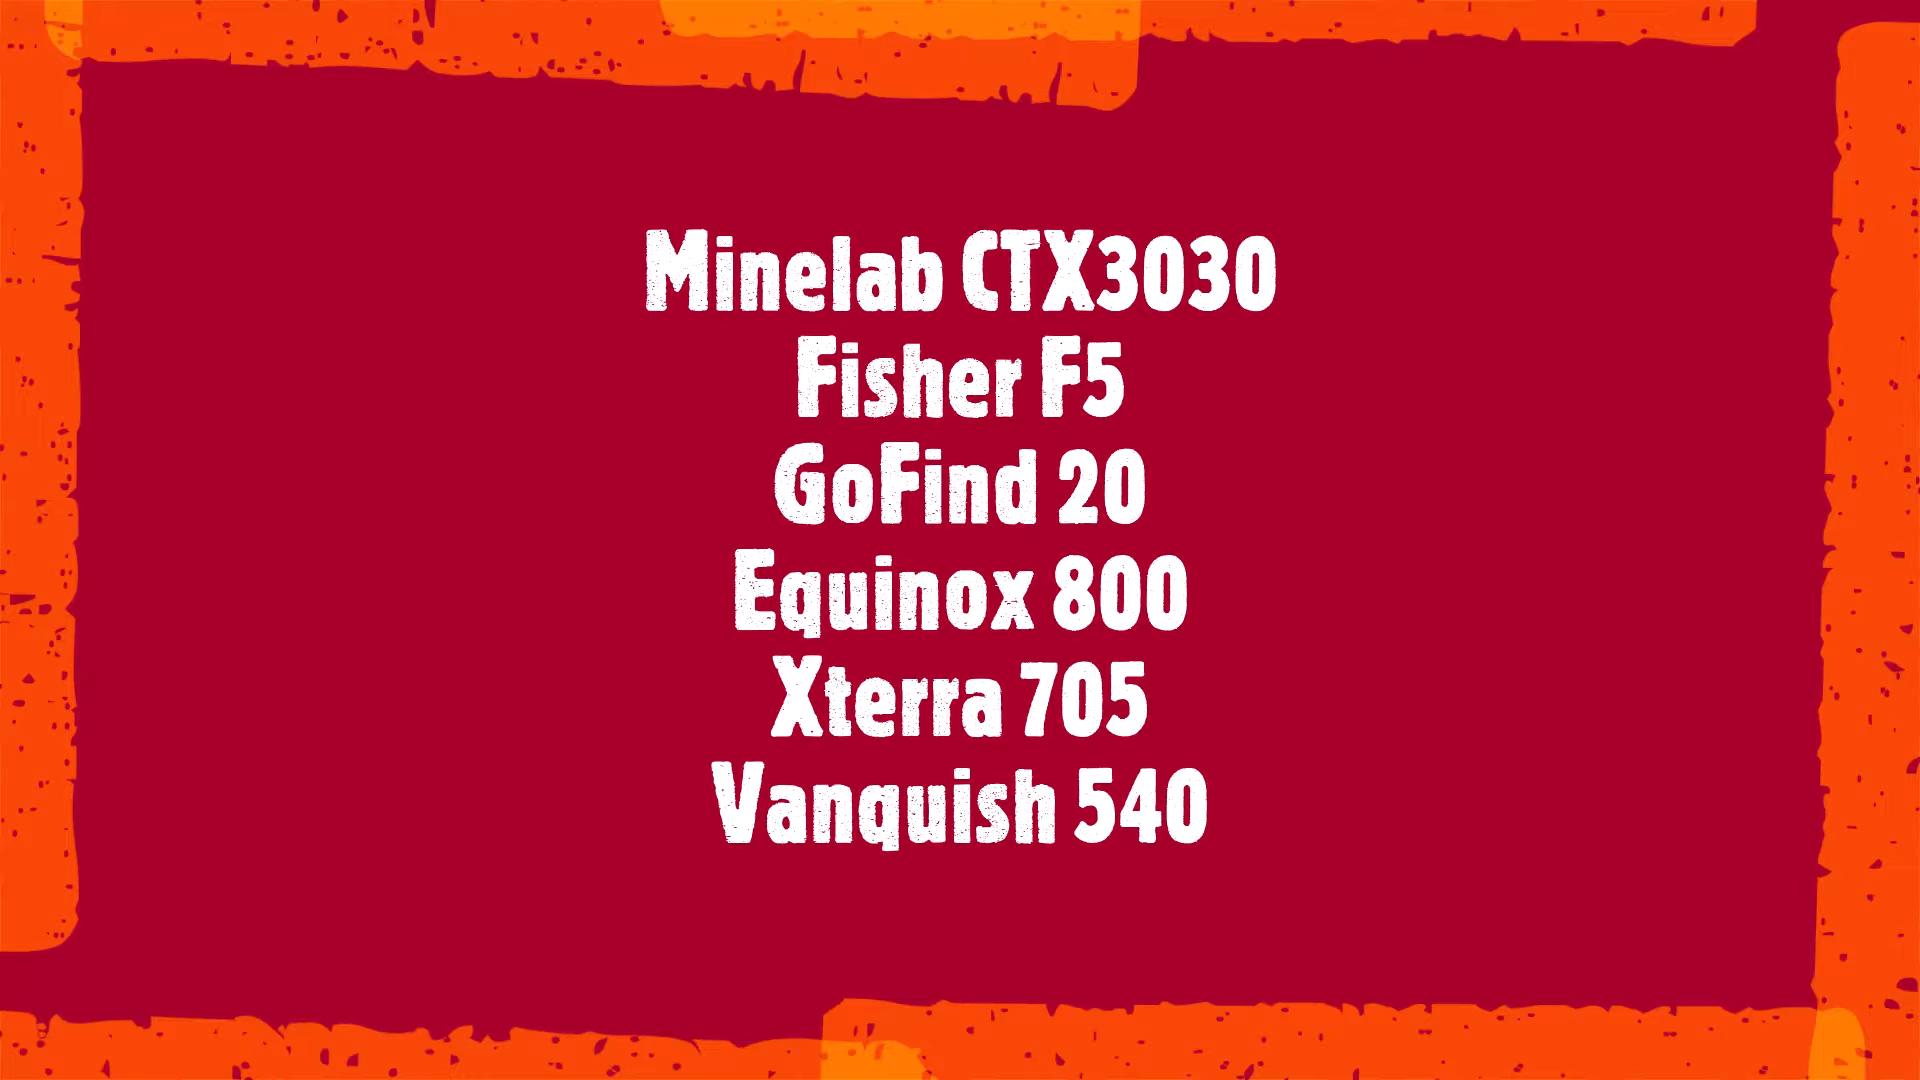 Minelab CTX3030
Fisher F5
GoFind 20
Equinox 800
Xterra 705
Vanquish 540